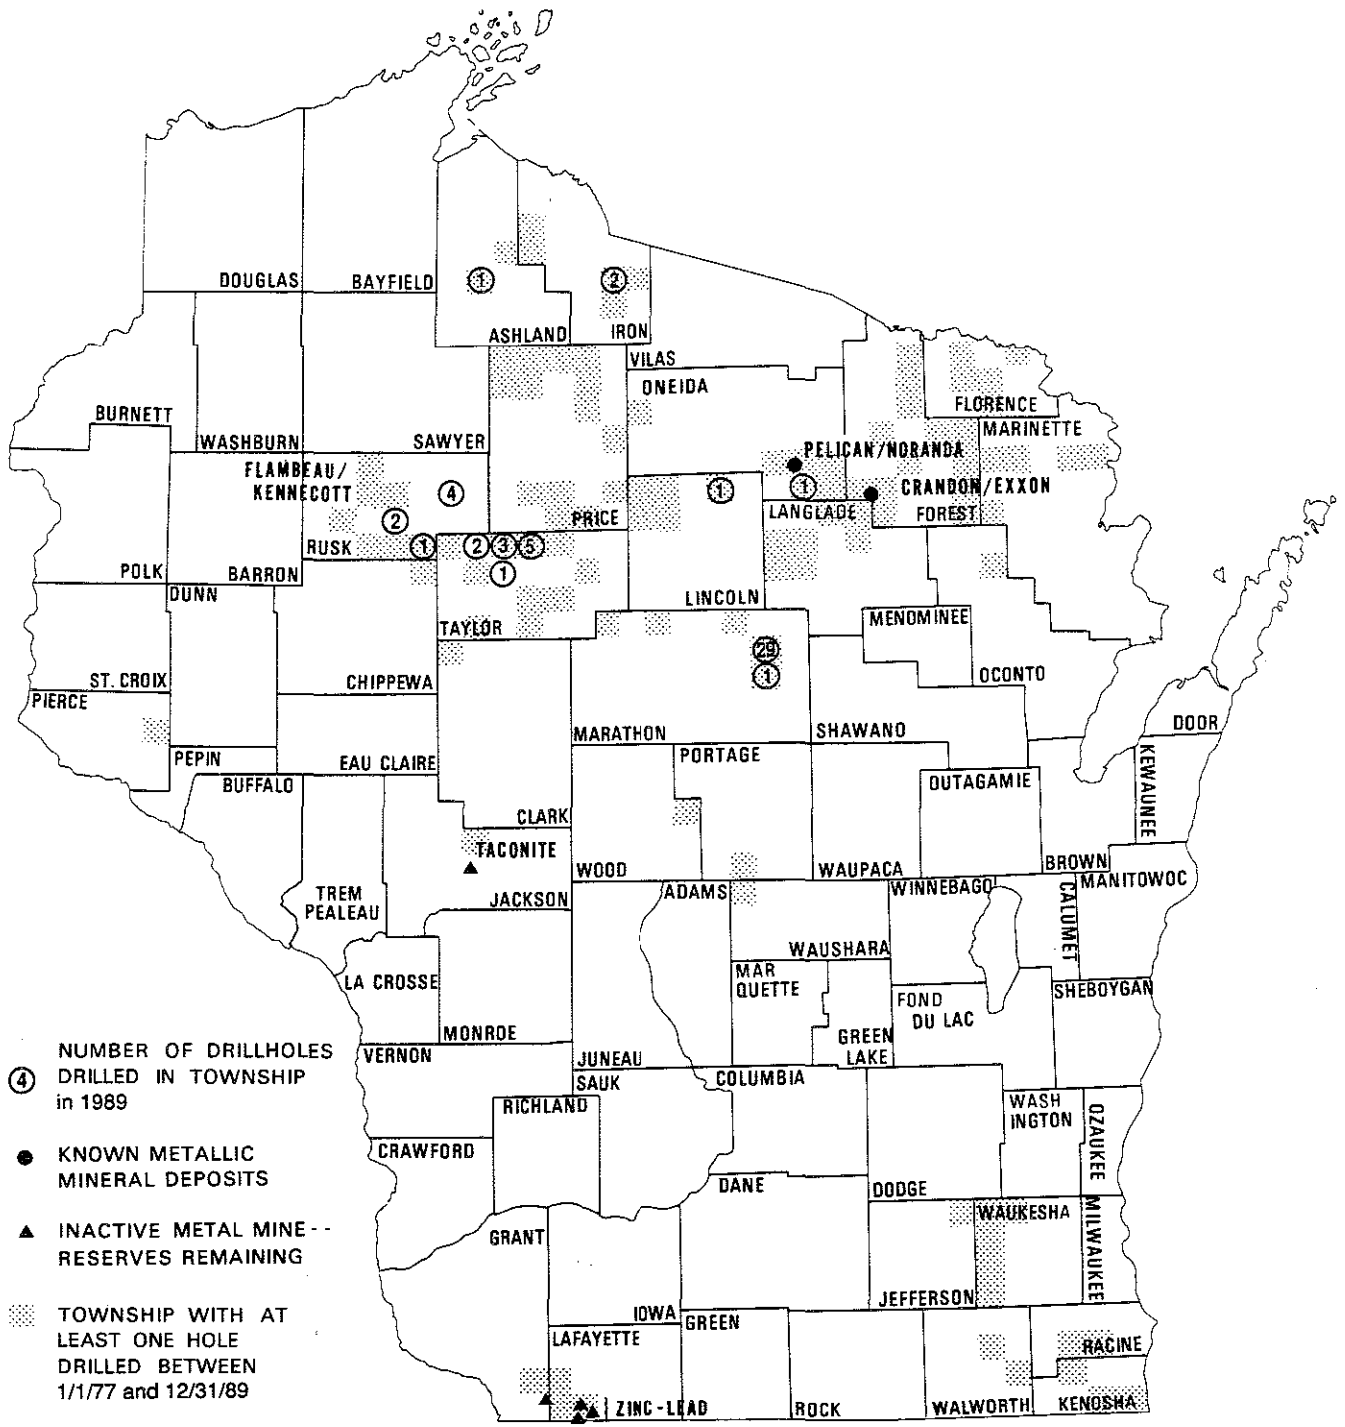 DOUGLAS
BAYFIELD
1
2
ASHLAND
IRON
VILAS
ONEIDA
BURNETT
WASHBURN
SAWYER
FLORENCE
MARINETTE
FLAMBEAU/
KENNECOTT
PELICAN/NORANDA
4
1
1
CRANDON/EXXON
2
PRICE
LANGLADE
FOREST
RUSK
1
2
3
5
1
POLK
BARRON
DUNN
LINCOLN
TAYLOR
MENOMINEE
29
1
ST. CROIX
CHIPPEWA
OCONTO
PIERCE
MARATHON
SHAWANO
DOOR
PEPIN
EAU CLAIRE
PORTAGE
KEWAUNEE
BUFFALO
OUTAGAMIE
CLARK
TACONITE
WOOD
WAUPACA
BROWN
TREM
PEALEAU
JACKSON
ADAMS
WINNEBAGO
CALUMET
MANITOWOC
WAUSHARA
LA CROSSE
MAR
QUETTE
FOND
DU LAC
SHEBOYGAN
MONROE
VERNON
JUNEAU
GREEN
LAKE
SAUK
COLUMBIA
RICHLAND
WASH
INGTON
OZAUKEE
CRAWFORD
DANE
DODGE
GRANT
WAUKESHA
MILWAUKEE
IOWA
JEFFERSON
LAFAYETTE
GREEN
RACINE
ZINC-LEAD
ROCK
WALWORTH
KENOSHA
NUMBER OF DRILLHOLES
4 DRILLED IN TOWNSHIP
in 1989
KNOWN METALLIC
MINERAL DEPOSITS
INACTIVE METAL MINE--
RESERVES REMAINING
TOWNSHIP WITH AT
LEAST ONE HOLE
DRILLED BETWEEN
1/1/77 and 12/31/89